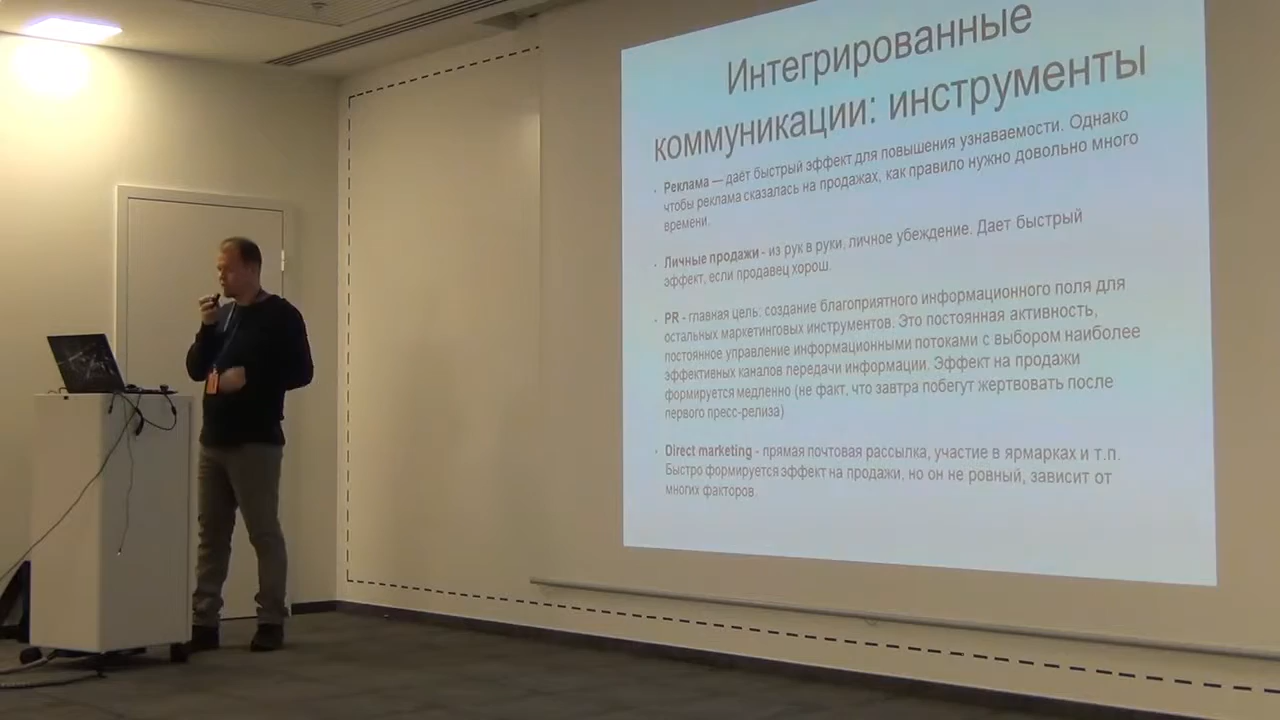 Интегрированные
коммуникации: инструменты
· Реклама — даёт быстрый эффект для повышения узнаваемости. Однако
чтобы реклама сказалась на продажах, как правило нужно довольно много
времени.
· Личные продажи - из рук в руки, личное убеждение. Дает быстрый
эффект, если продавец хорош.
· PR - главная цель: создание благоприятного информационного поля для
остальных маркетинговых инструментов. Это постоянная активность,
постоянное управление информационными потоками с выбором наиболее
эффективных каналов передачи информации. Эффект на продажи
формируется медленно (не факт, что завтра побегут жертвовать после
первого пресс-релиза)
· Direct marketing - прямая почтовая рассылка, участие в ярмарках и т.п.
Быстро формируется эффект на продажи, но он не ровный, зависит от
многих факторов.